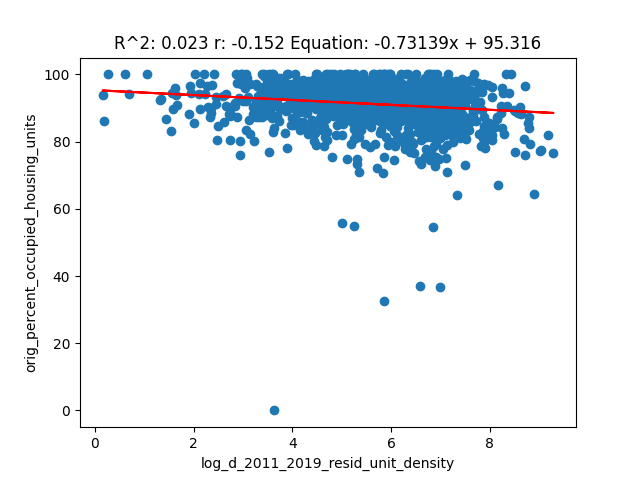 R^2: 0.023 r: -0.152 Equation: -0.73139x + 95.316
100
80
60
40
20
0
orig_percent_occupied_housing_units
0 2 4 6 8
log_d_2011_2019_resid_unit_density